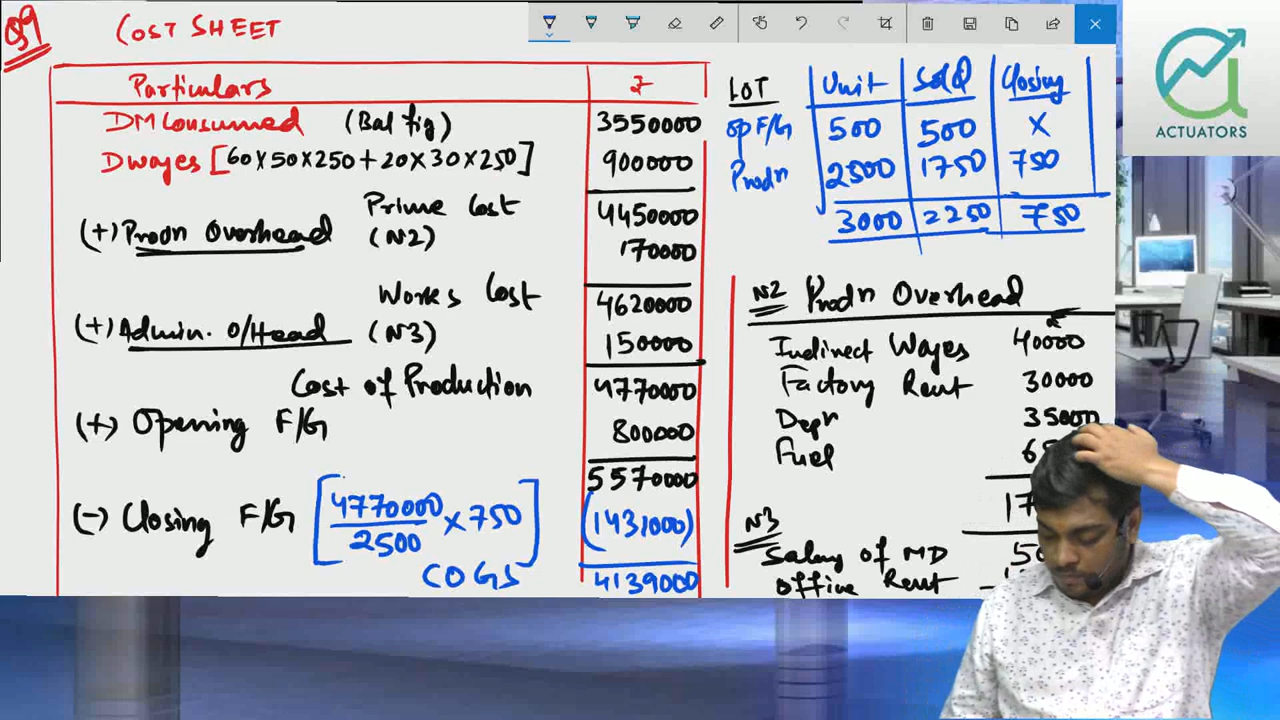 Q9
COST SHEET
Particulars ₹
DM Consumed (Bal fig) 3550000
D wages [60×50×250+20×30×250] 900000
Prime Cost 4450000
(+) Prodn Overhead (N2) 170000
Works Cost 4620000
(+) Admin. O/Head (N3) 150000
Cost of Production 4770000
(+) Opening F/G 800000
5570000
(-) Closing F/G [4770000/2500 × 750] (1431000)
COGS 4139000
LOT Unit Sold Closing
op F/G 500 500 X
Prodn 2500 1750 750
3000 2250 750
N2 Prodn Overhead
Indirect Wages 40000
Factory Rent 30000
Depr 35000
Fuel
N3
Salary of MD
office Rent
ACTUATORS